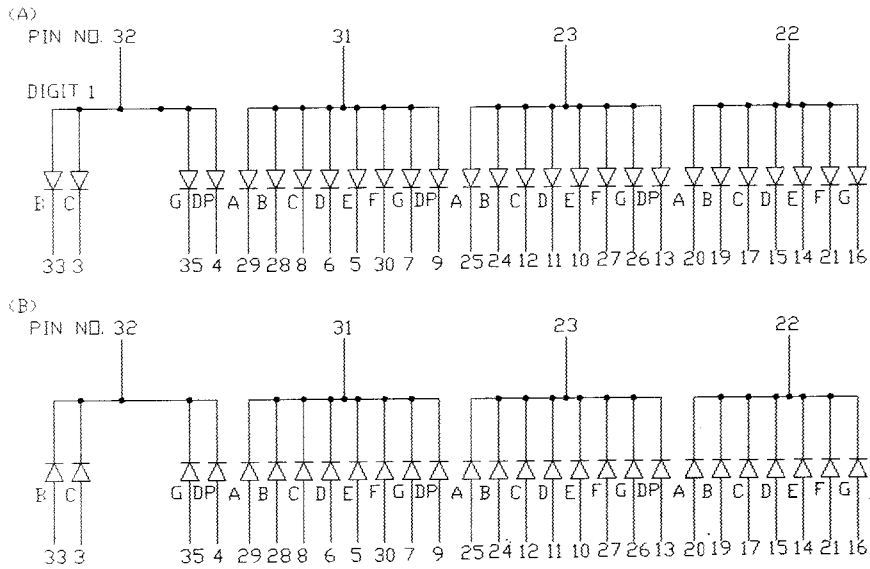 (A)
PIN NO. 32 31 23 22
DIGIT 1
B C G DP A B C D E F G DP A B C D E F G DP A B C D E F G
33 3 35 4 29 28 8 6 5 30 7 9 25 24 12 11 10 27 26 13 20 19 17 15 14 21 16
(B)
PIN NO. 32 31 23 22
B C G DP A B C D E F G DP A B C D E F G DP A B C D E F G
33 3 35 4 29 28 8 6 5 30 7 9 25 24 12 11 10 27 26 13 20 19 17 15 14 21 16